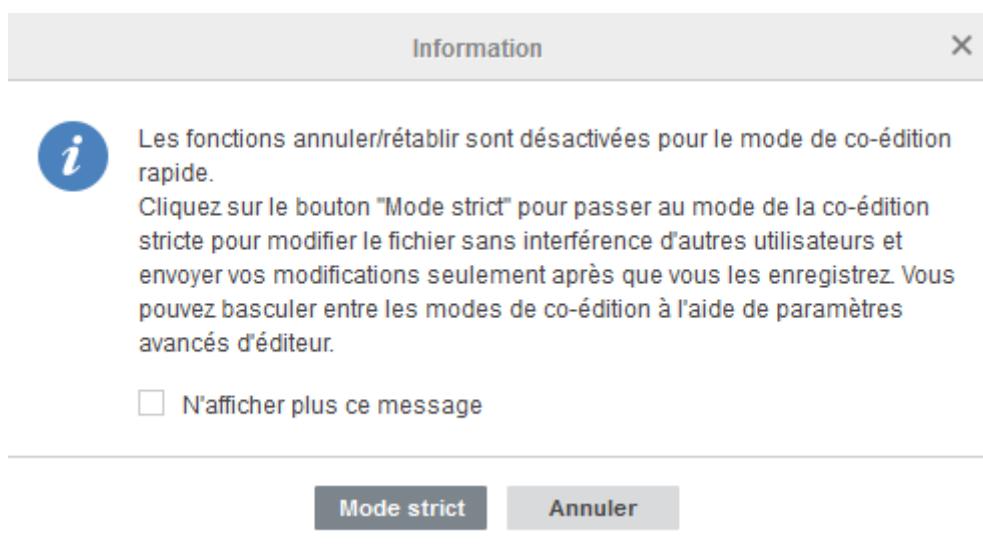 Information
Les fonctions annuler/rétablir sont désactivées pour le mode de co-édition
rapide.
Cliquez sur le bouton "Mode strict" pour passer au mode de la co-édition
stricte pour modifier le fichier sans interférence d'autres utilisateurs et
envoyer vos modifications seulement après que vous les enregistrez. Vous
pouvez basculer entre les modes de co-édition à l'aide de paramètres
avancés d'éditeur.
N'afficher plus ce message
Mode strict
Annuler